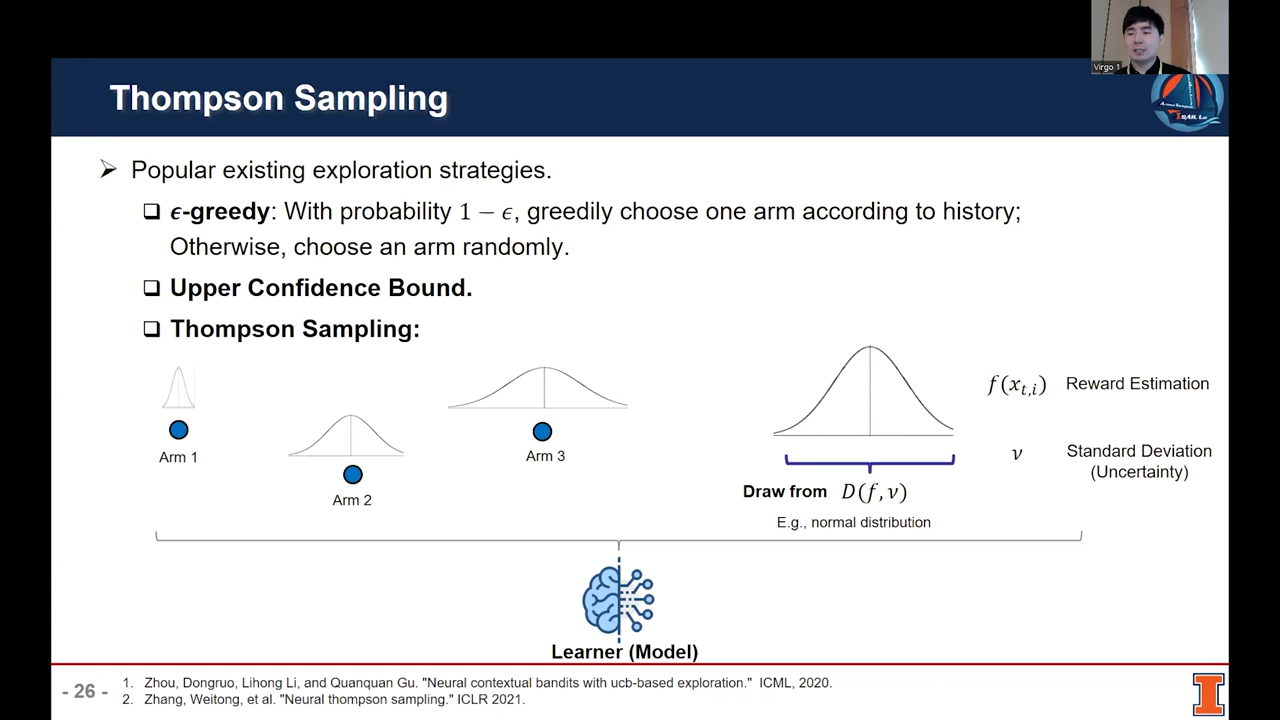 Virgo 1
Thompson Sampling
Popular existing exploration strategies.
ϵ-greedy: With probability 1 − ϵ, greedily choose one arm according to history;
Otherwise, choose an arm randomly.
Upper Confidence Bound.
Thompson Sampling:
Arm 1
Arm 2
Arm 3
f(x_{t,i}) Reward Estimation
ν Standard Deviation
(Uncertainty)
Draw from D(f, ν)
E.g., normal distribution
Learner (Model)
- 26 -
1. Zhou, Dongruo, Lihong Li, and Quanquan Gu. "Neural contextual bandits with ucb-based exploration." ICML, 2020.
2. Zhang, Weitong, et al. "Neural thompson sampling." ICLR 2021.